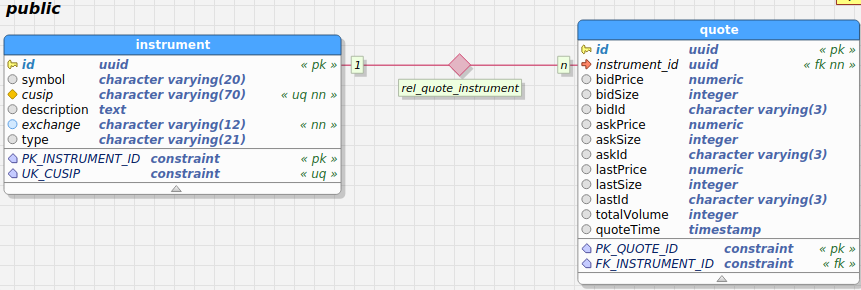 public
instrument
id uuid « pk »
symbol character varying(20)
cusip character varying(70) « uq nn »
description text
exchange character varying(12) « nn »
type character varying(21)
PK_INSTRUMENT_ID constraint « pk »
UK_CUSIP constraint « uq »
1
rel_quote_instrument
n
quote
id uuid « pk »
instrument_id uuid « fk nn »
bidPrice numeric
bidSize integer
bidId character varying(3)
askPrice numeric
askSize integer
askId character varying(3)
lastPrice numeric
lastSize integer
lastId character varying(3)
totalVolume integer
quoteTime timestamp
PK_QUOTE_ID constraint « pk »
FK_INSTRUMENT_ID constraint « fk »